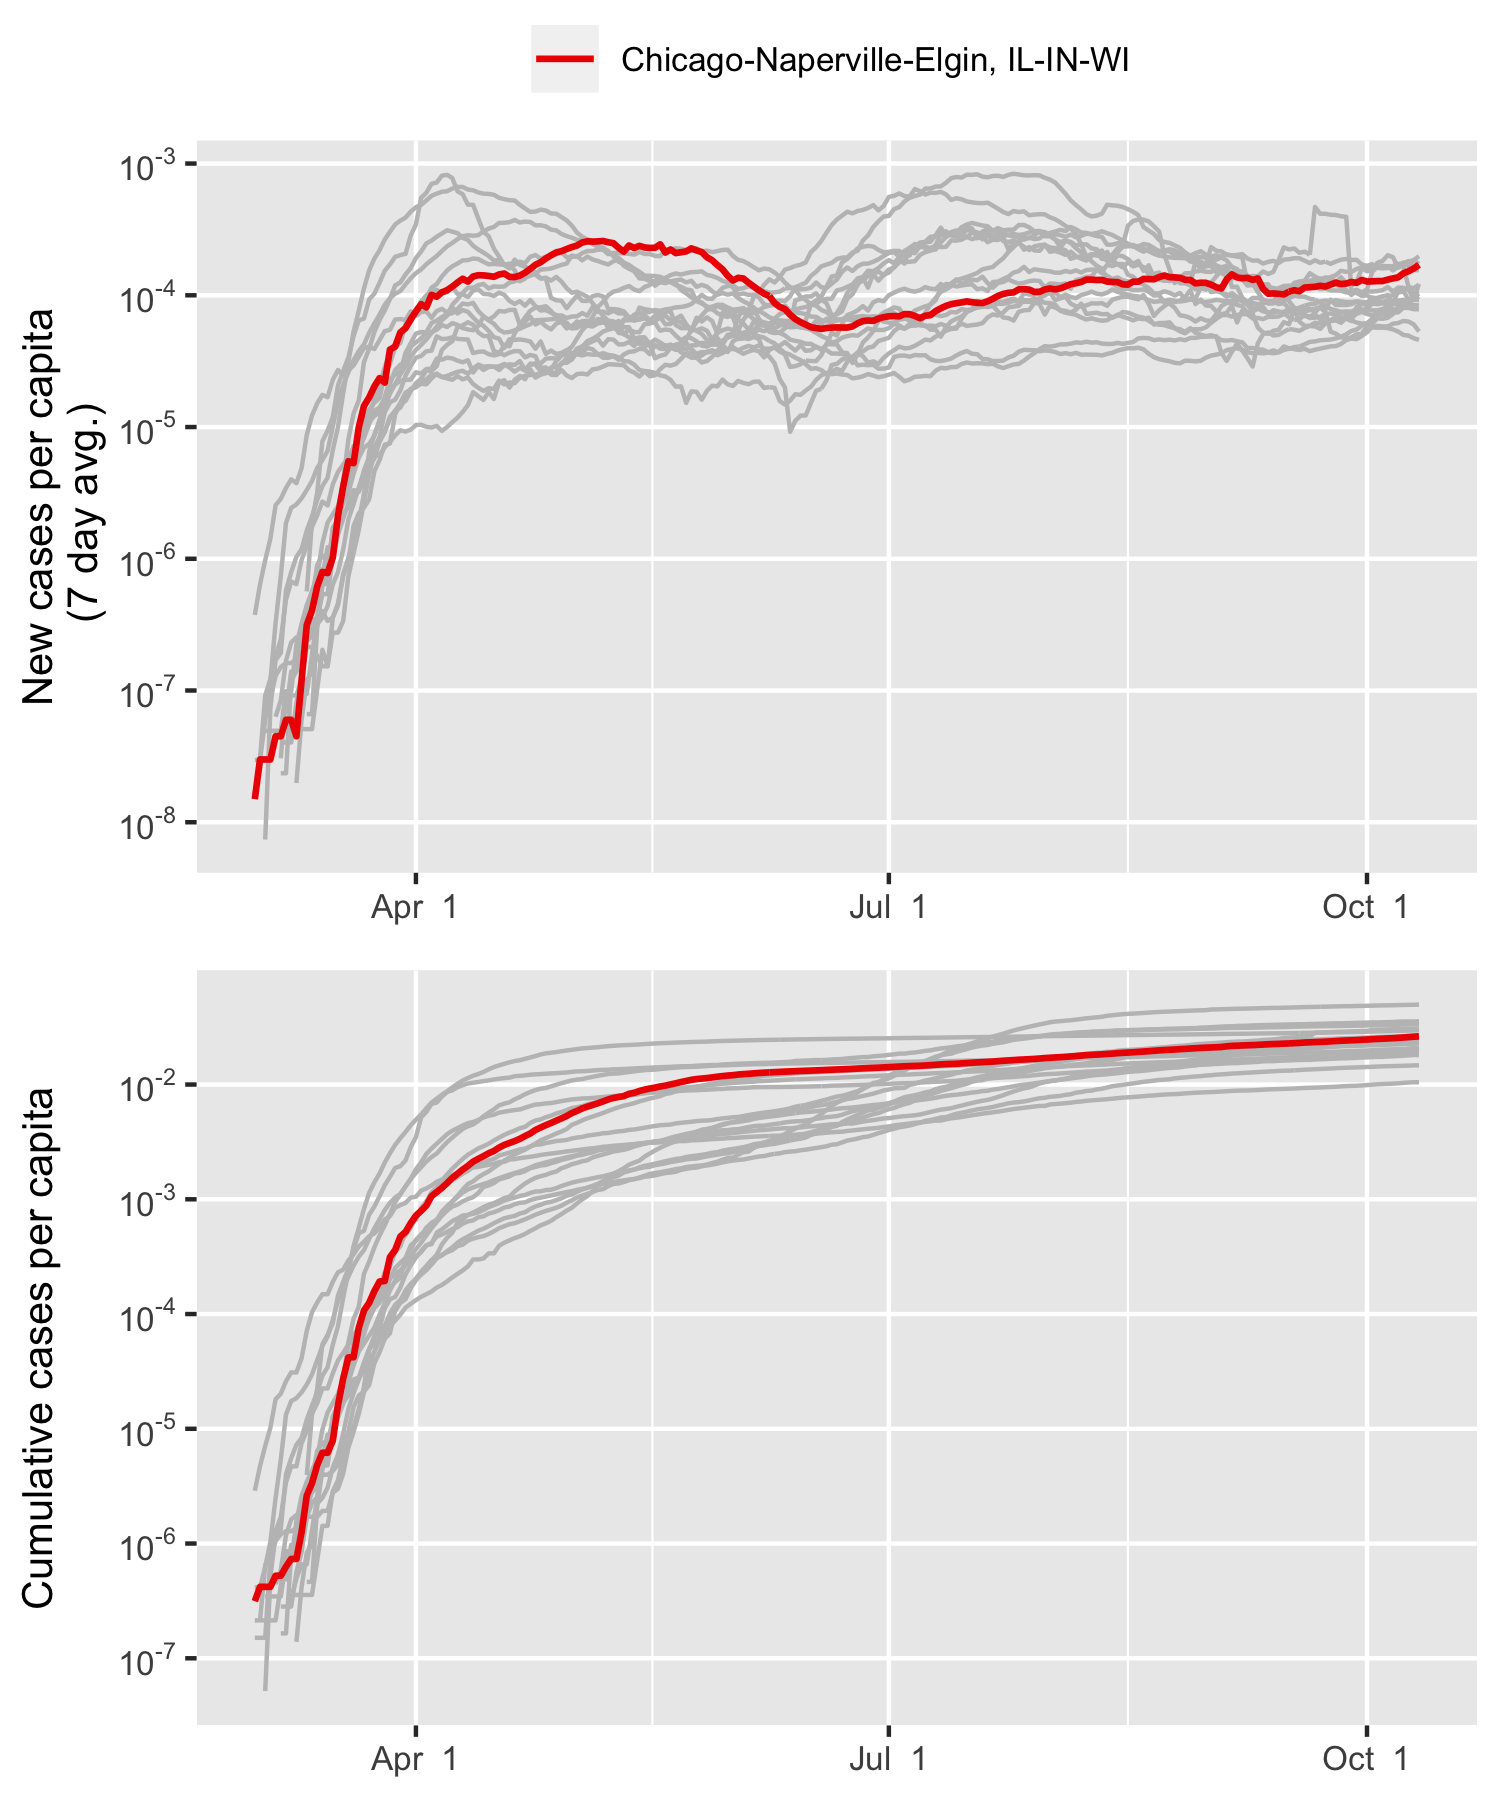 Chicago-Naperville-Elgin, IL-IN-WI
New cases per capita
(7 day avg.)
10⁻³
10⁻⁴
10⁻⁵
10⁻⁶
10⁻⁷
10⁻⁸
Apr 1
Jul 1
Oct 1
Cumulative cases per capita
10⁻²
10⁻³
10⁻⁴
10⁻⁵
10⁻⁶
10⁻⁷
Apr 1
Jul 1
Oct 1